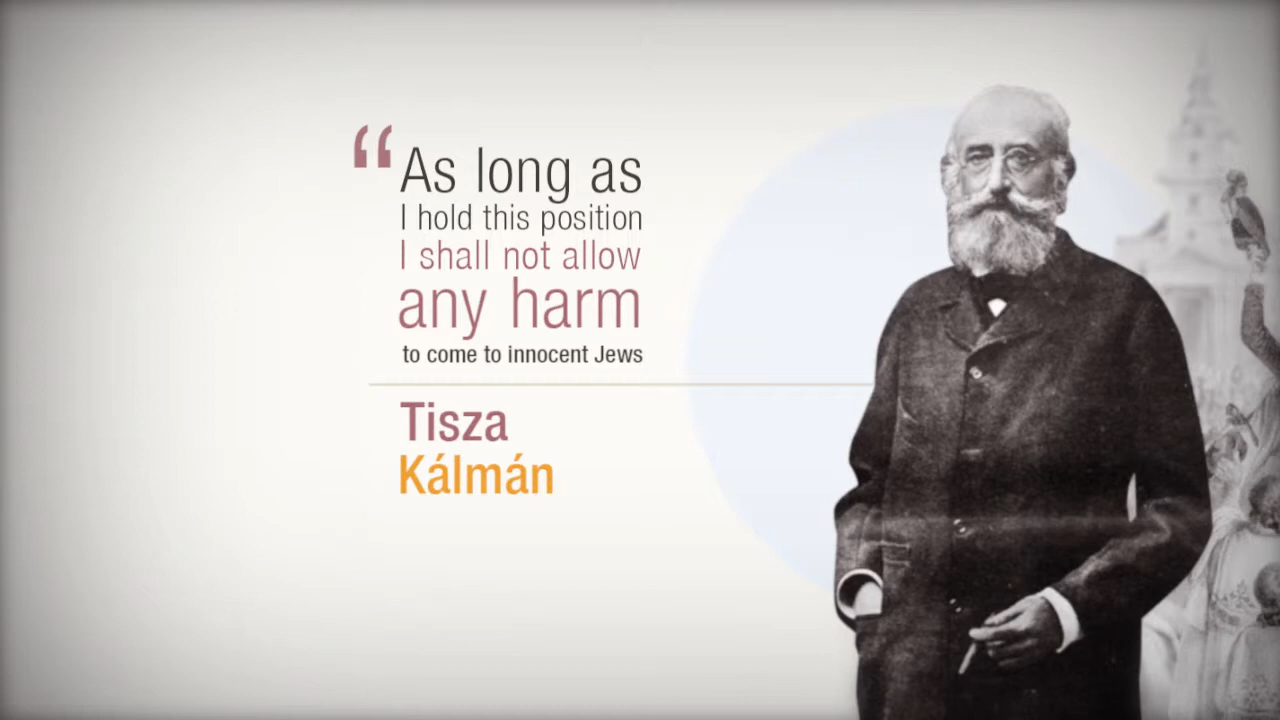 “As long as
I hold this position
I shall not allow
any harm
to come to innocent Jews
Tisza
Kálmán